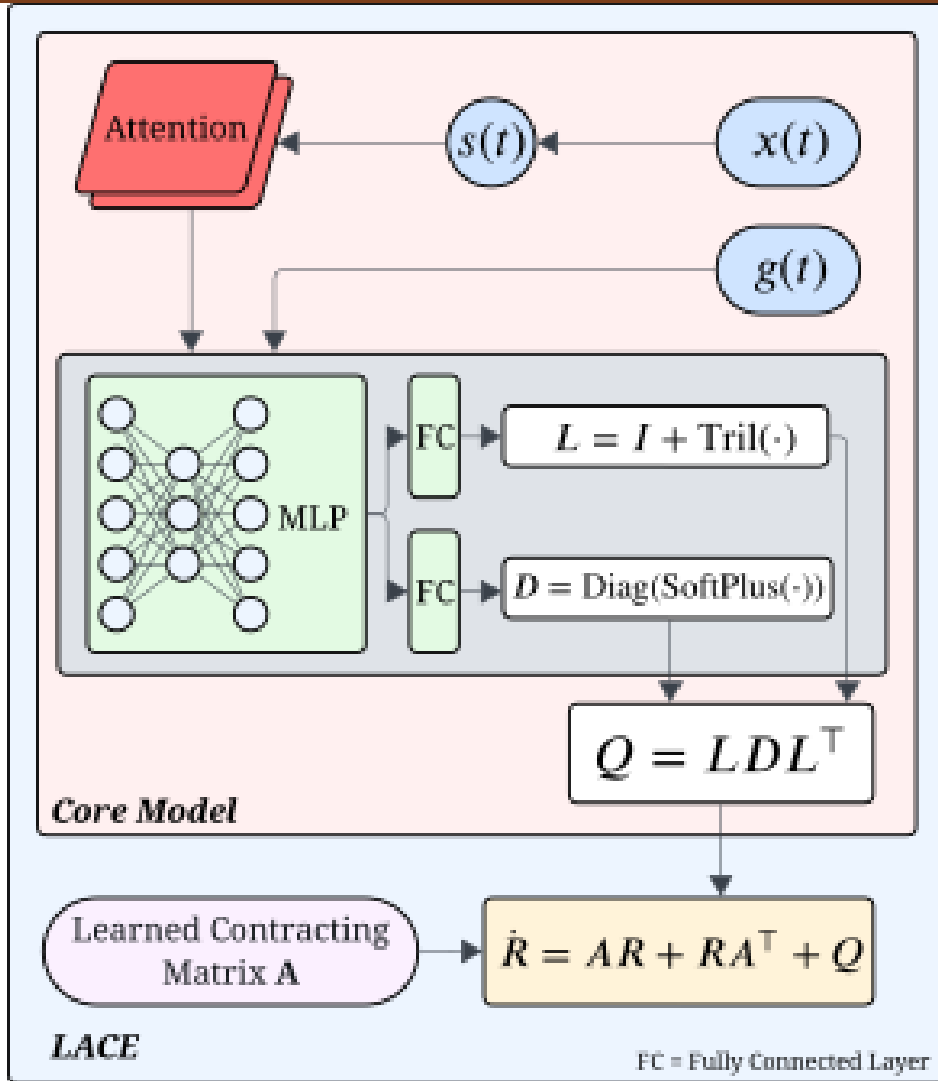 Attention
s(t)
x(t)
g(t)
MLP
FC
L = I + Tril(·)
FC
D = Diag(SoftPlus(·))
Q = LDL⊤
Core Model
Learned Contracting
Matrix A
Ṙ = AR + RA⊤ + Q
LACE
FC = Fully Connected Layer